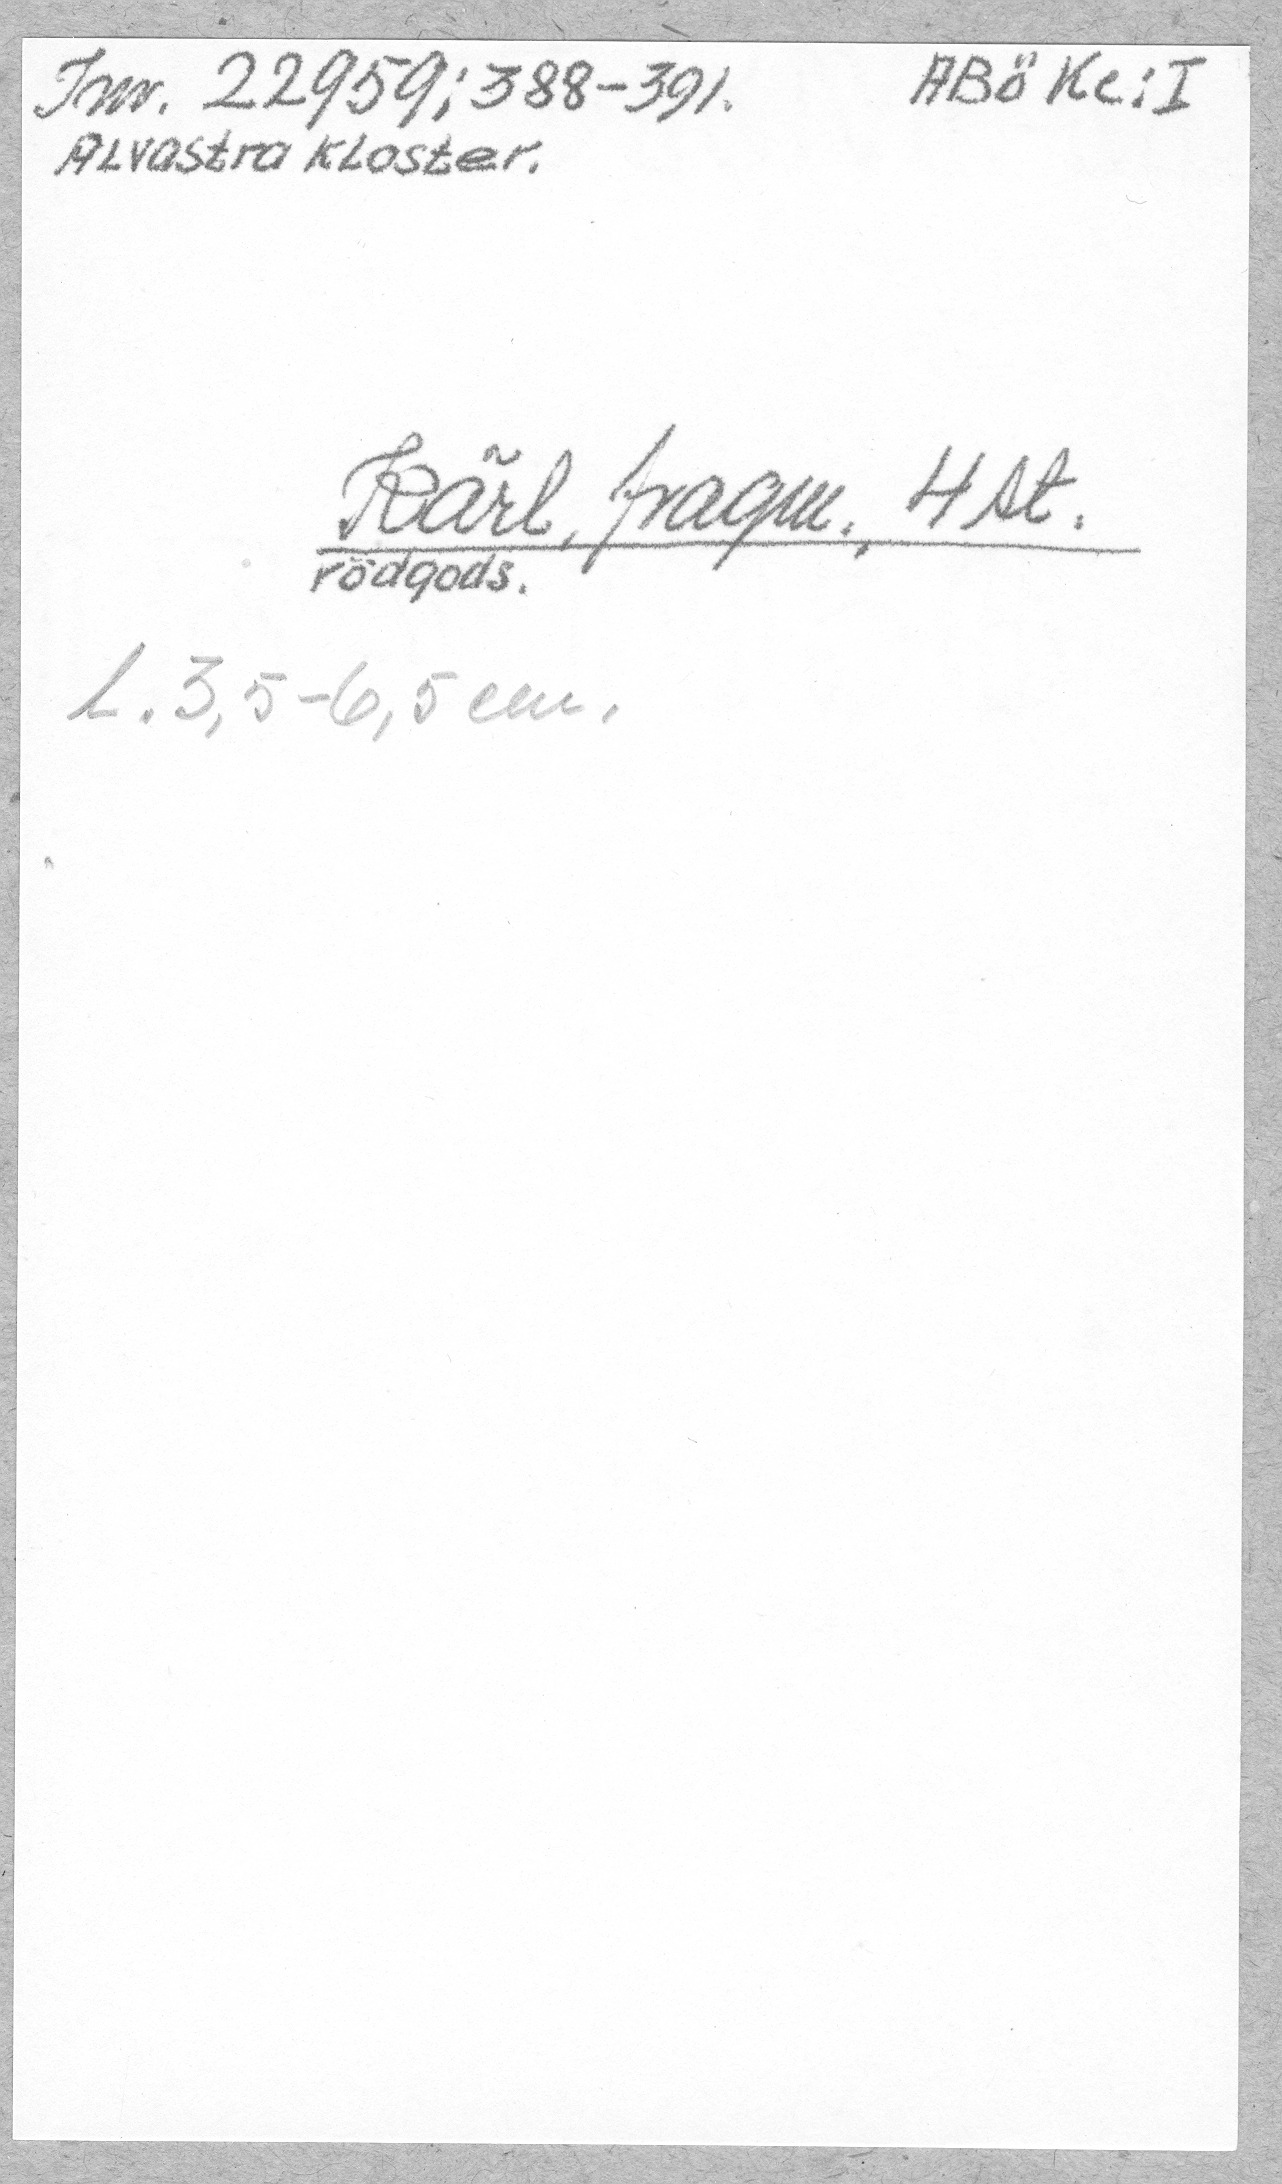 Inv. 22959; 388-391. ABö Kc:I
Alvastra kloster.
Kärl, fragm., 4 st.
rödgods.
L. 3,5-6,5 cm.